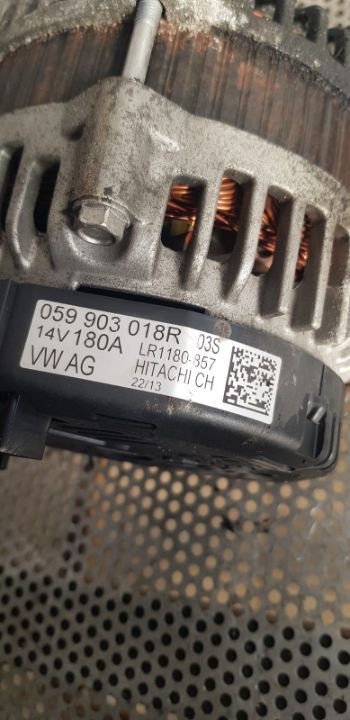 059 903 018R 03S
14V 180A LR1180-857
VW AG HITACHI CH
22/13